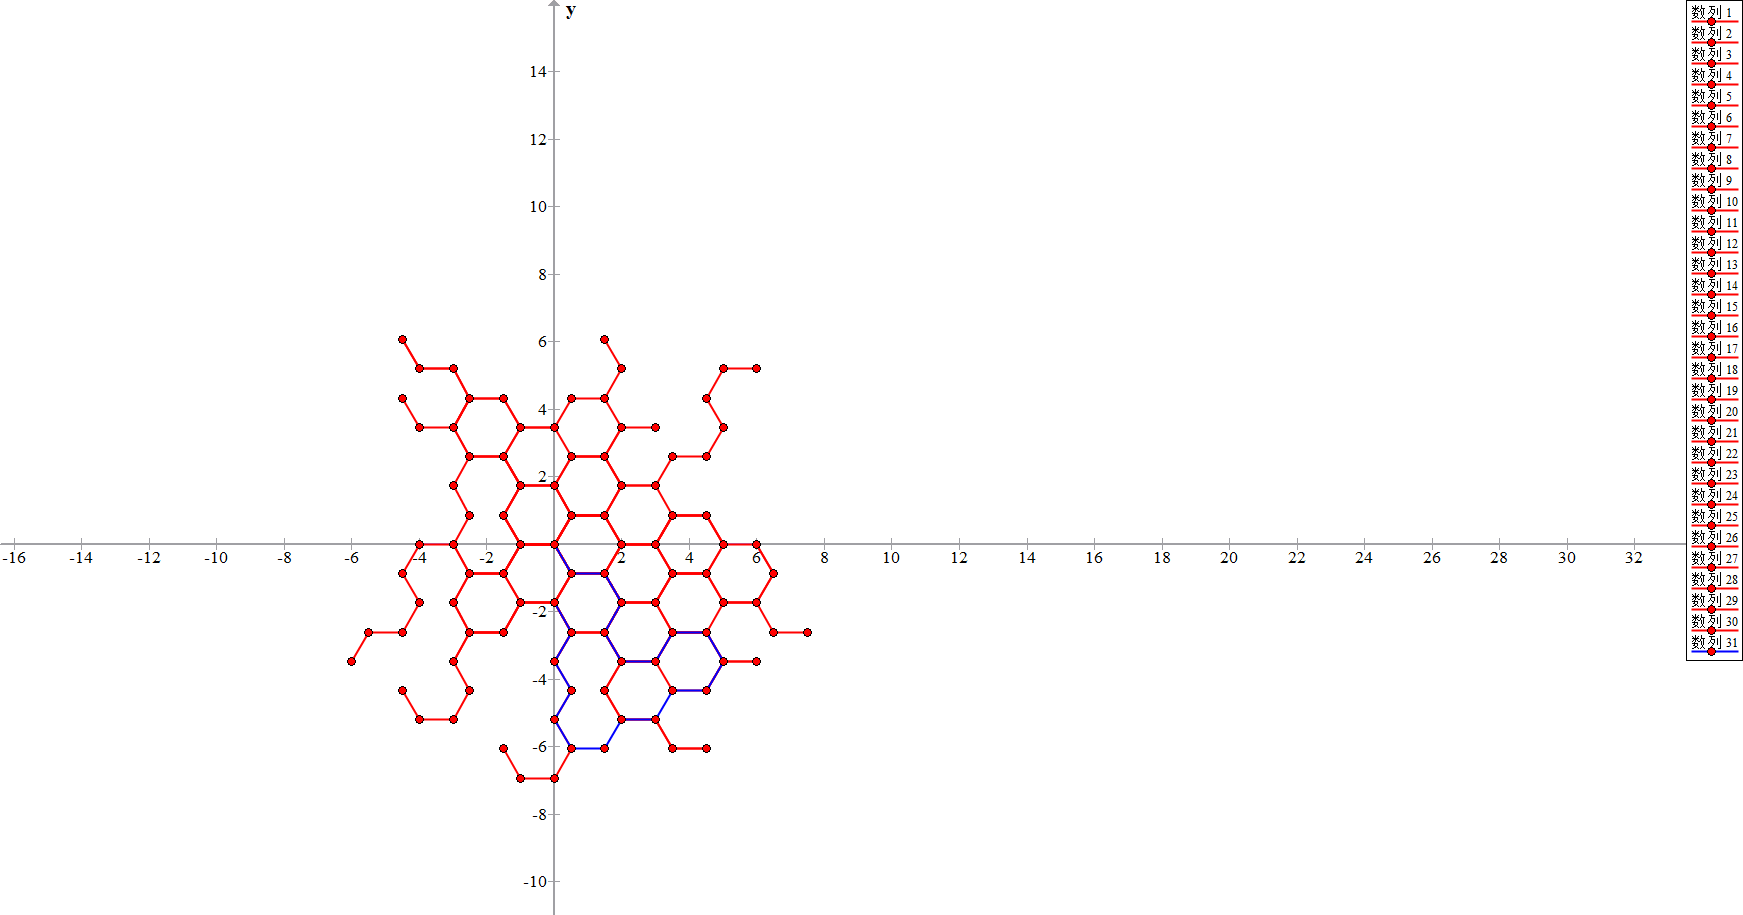 y
14
12
10
8
6
4
2
-16 -14 -12 -10 -8 -6 -4 -2 2 4 6 8 10 12 14 16 18 20 22 24 26 28 30 32
-2
-4
-6
-8
-10
数列 1
数列 2
数列 3
数列 4
数列 5
数列 6
数列 7
数列 8
数列 9
数列 10
数列 11
数列 12
数列 13
数列 14
数列 15
数列 16
数列 17
数列 18
数列 19
数列 20
数列 21
数列 22
数列 23
数列 24
数列 25
数列 26
数列 27
数列 28
数列 29
数列 30
数列 31